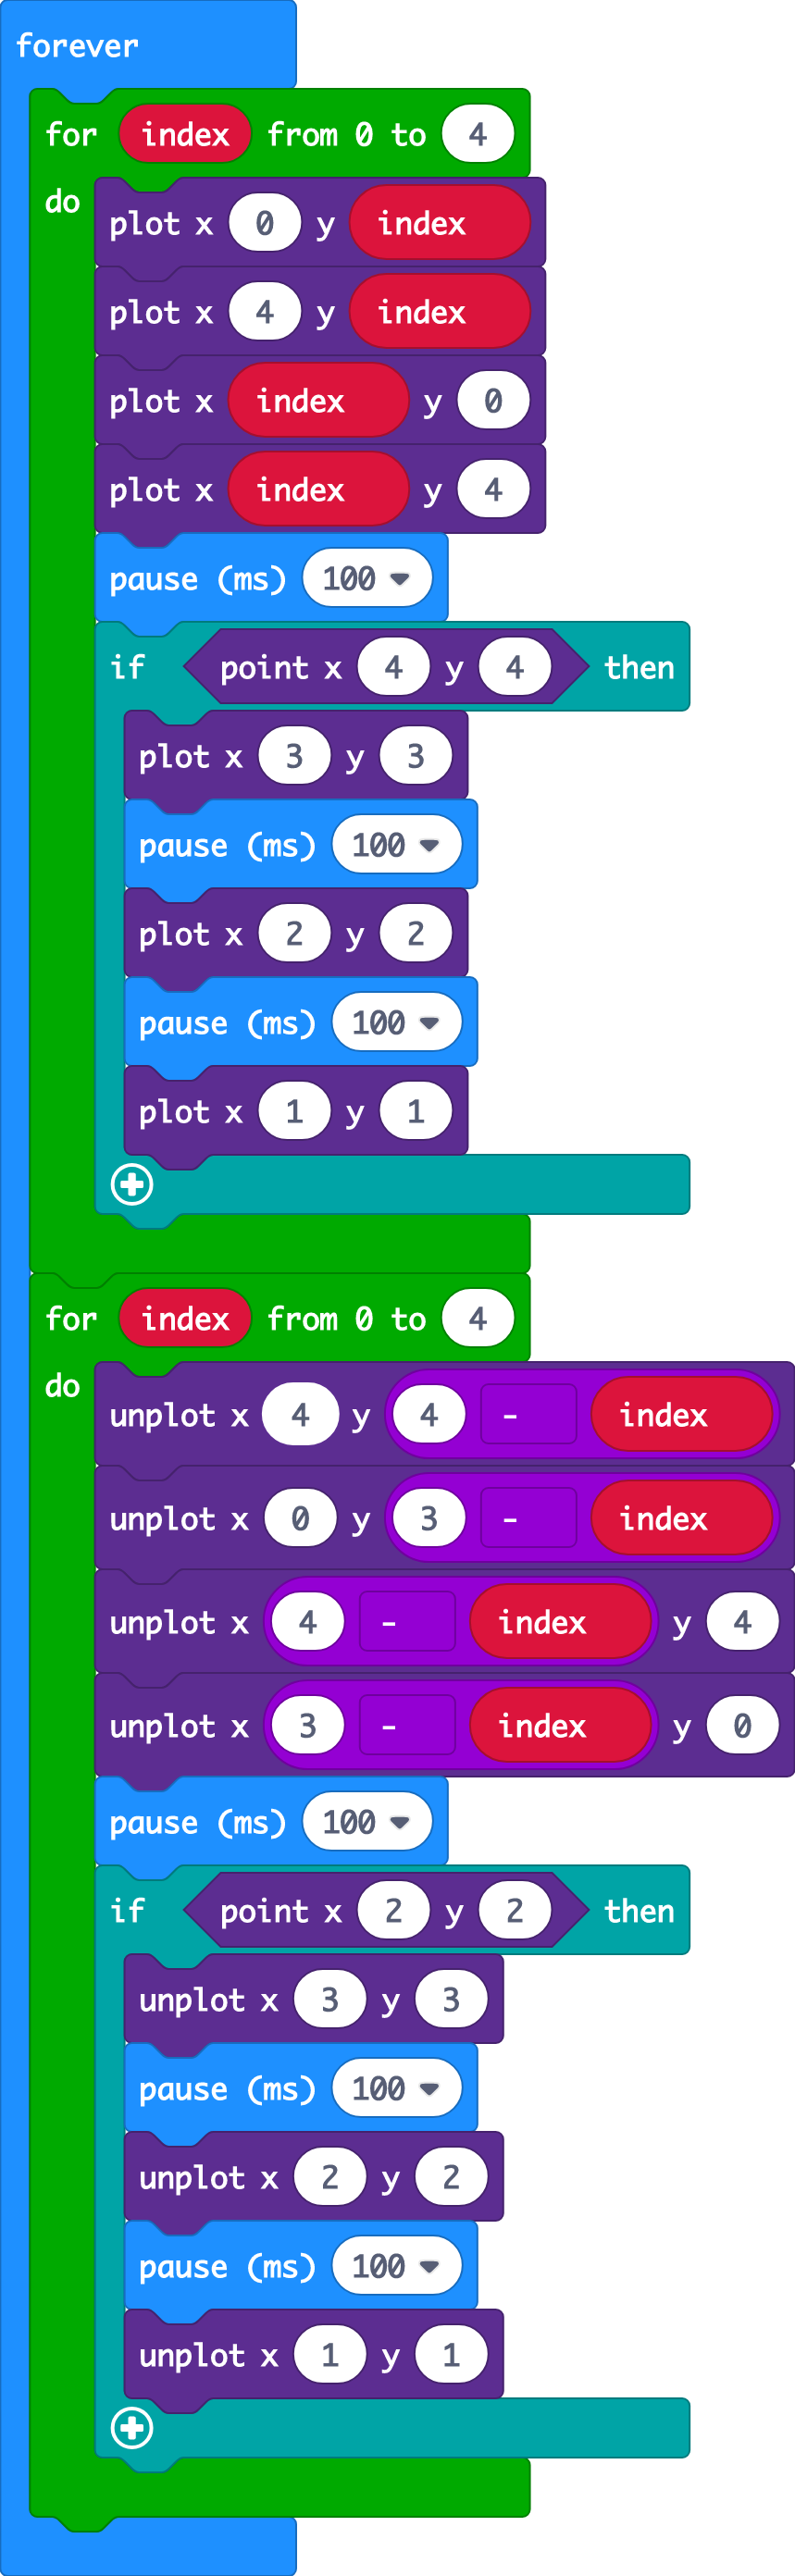 forever
for index from 0 to 4
do
plot x 0 y index
plot x 4 y index
plot x index y 0
plot x index y 4
pause (ms) 100
if point x 4 y 4 then
plot x 3 y 3
pause (ms) 100
plot x 2 y 2
pause (ms) 100
plot x 1 y 1
for index from 0 to 4
do
unplot x 4 y 4 - index
unplot x 0 y 3 - index
unplot x 4 - index y 4
unplot x 3 - index y 0
pause (ms) 100
if point x 2 y 2 then
unplot x 3 y 3
pause (ms) 100
unplot x 2 y 2
pause (ms) 100
unplot x 1 y 1